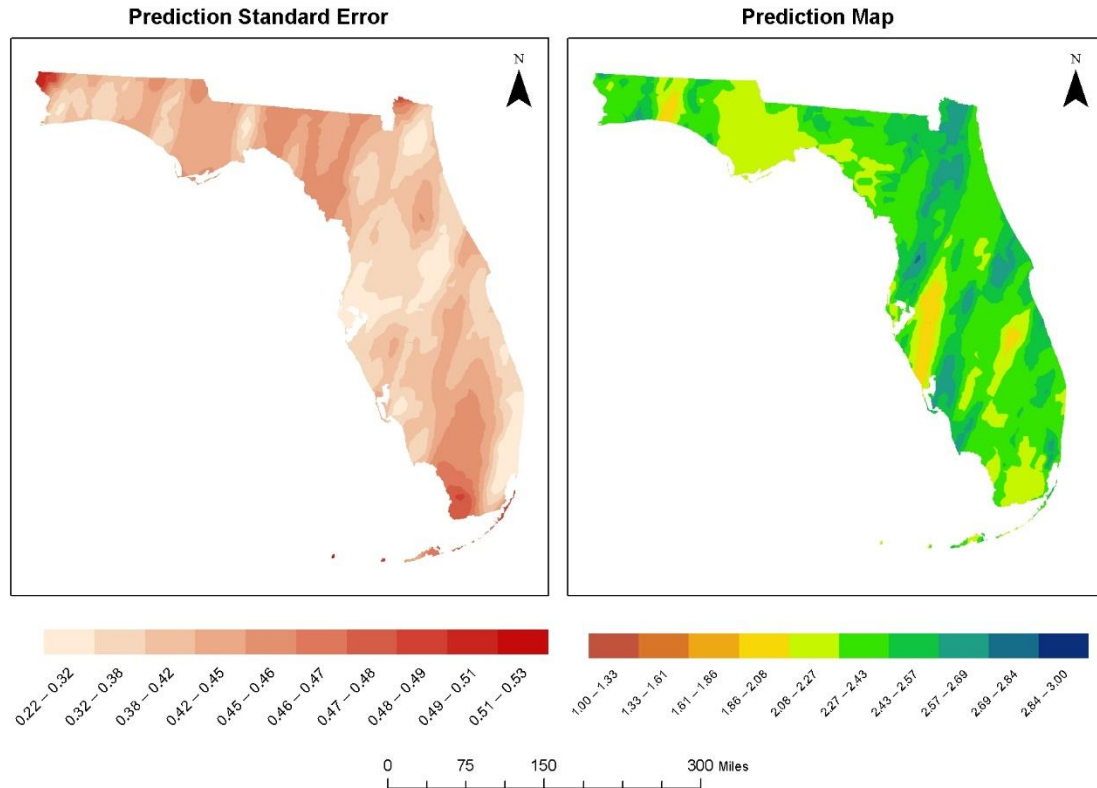 Prediction Standard Error
Prediction Map
N
N
0.22 – 0.32
0.32 – 0.38
0.38 – 0.42
0.42 – 0.45
0.45 – 0.46
0.46 – 0.47
0.47 – 0.48
0.48 – 0.49
0.49 – 0.51
0.51 – 0.53
1.00 – 1.33
1.33 – 1.61
1.61 – 1.86
1.86 – 2.08
2.08 – 2.27
2.27 – 2.43
2.43 – 2.57
2.57 – 2.69
2.69 – 2.84
2.84 – 3.00
0 75 150 300 Miles